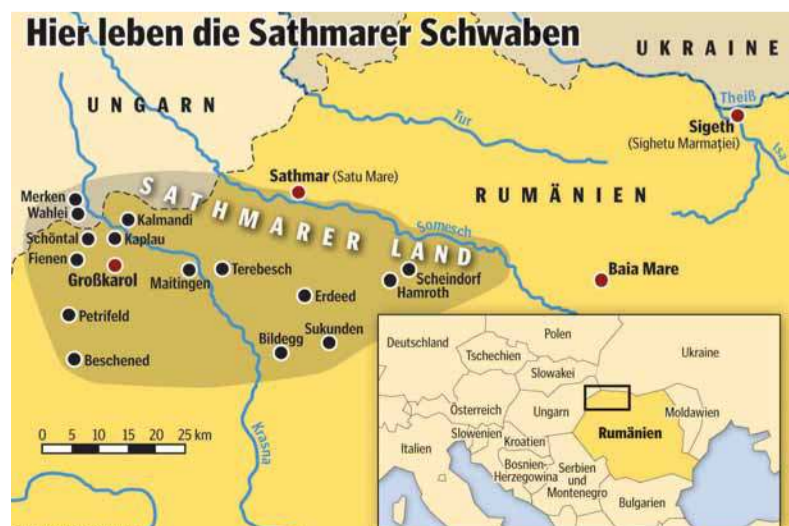 Hier leben die Sathmarer Schwaben
UKRAINE
UNGARN
Theiß
Tur
Sigeth
(Sighetu Marmației)
Isa
Sathmar (Satu Mare)
RUMÄNIEN
SATHMARER LAND
Merken
Wahlei
Kalmandi
Somesch
Schöntal
Kaplau
Fienen
Großkarol
Maitingen
Terebesch
Scheindorf
Hamroth
Baia Mare
Erdeed
Petrifeld
Sukunden
Bildegg
Beschened
Krasna
0 5 10 15 20 25 km
Polen
Deutschland
Tschechien
Ukraine
Slowakei
Österreich
Ungarn
Moldawien
Slowenien
Rumänien
Kroatien
Italien
Bosnien-
Herzegowina
Serbien
und
Montenegro
Bulgarien